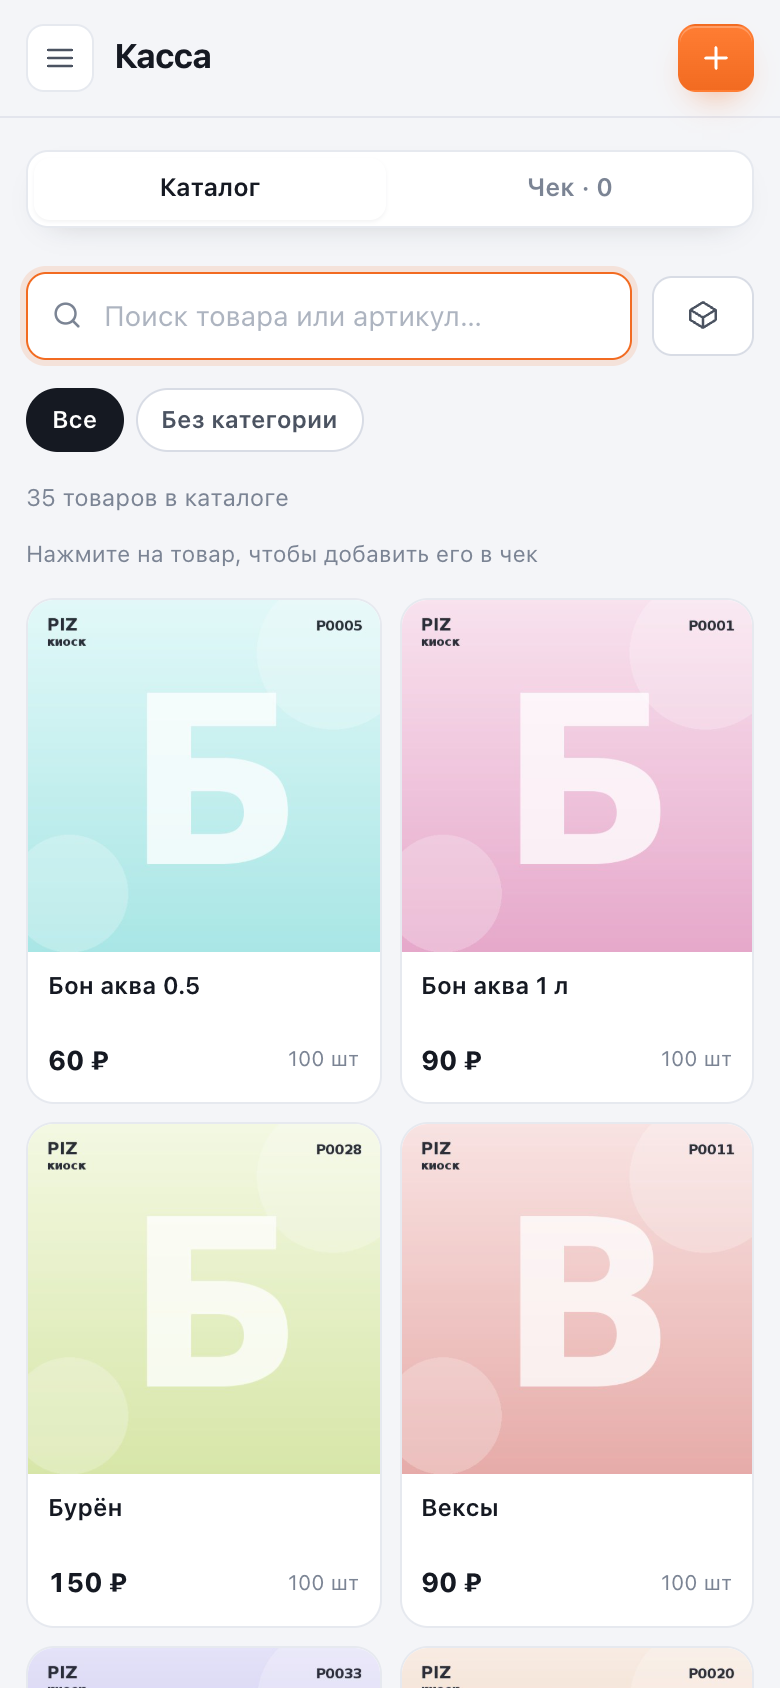 Касса
Каталог
Чек · 0
Поиск товара или артикул...
Все
Без категории
35 товаров в каталоге
Нажмите на товар, чтобы добавить его в чек
PIZ
киоск
P0005
Б
Бон аква 0.5
60 ₽
100 шт
PIZ
киоск
P0001
Б
Бон аква 1 л
90 ₽
100 шт
PIZ
киоск
P0028
Б
Бурён
150 ₽
100 шт
PIZ
киоск
P0011
В
Вексы
90 ₽
100 шт
PIZ
P0033
PIZ
P0020